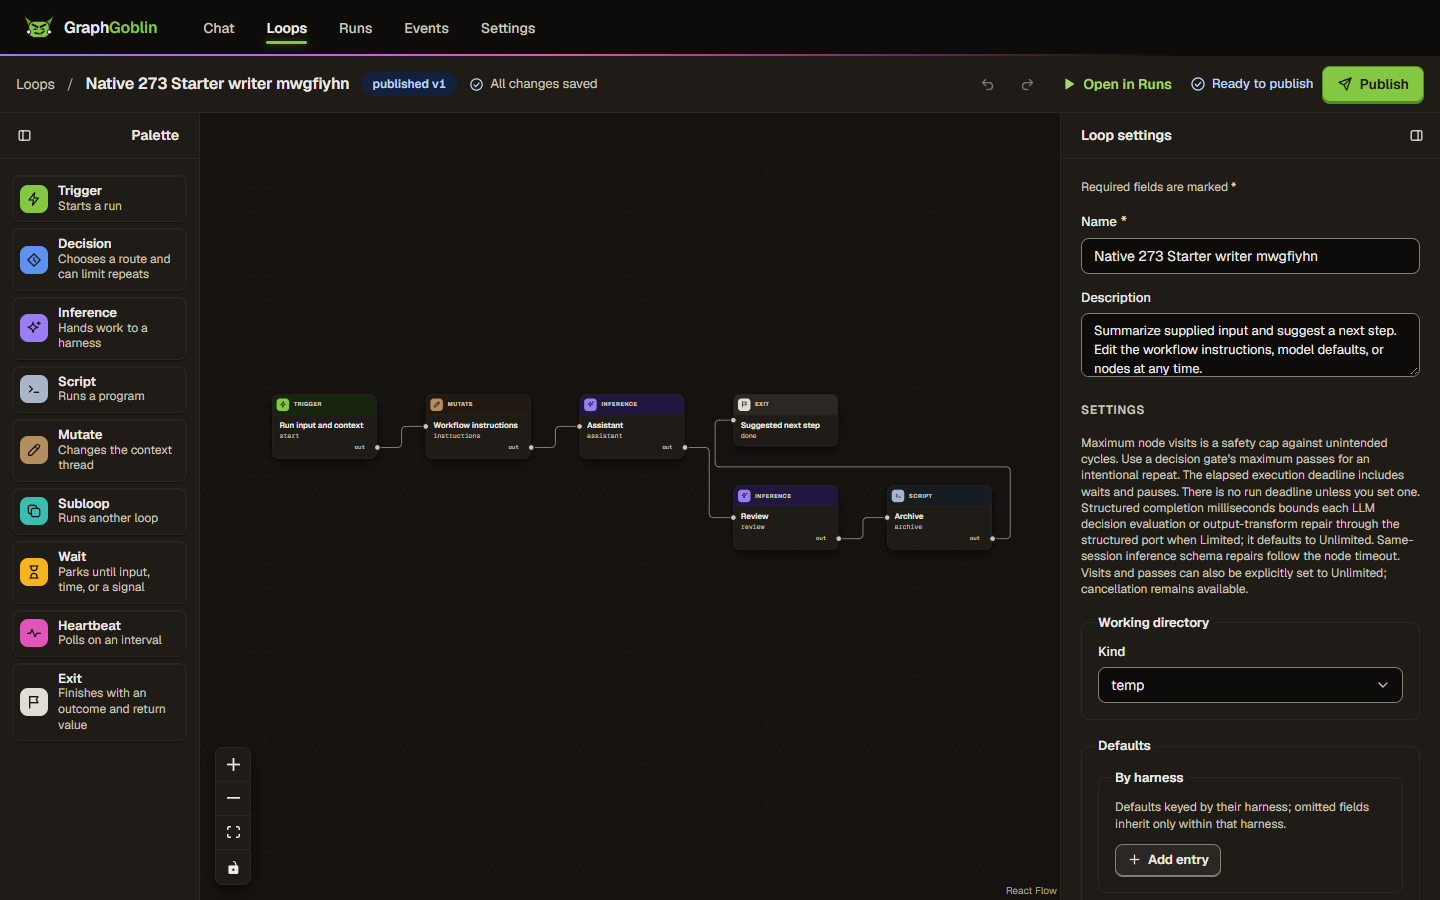 GraphGoblin
Chat
Loops
Runs
Events
Settings
Loops / Native 273 Starter writer mwgfiyhn
published v1
All changes saved
Open in Runs
Ready to publish
Publish
Palette
Trigger
Starts a run
Decision
Chooses a route and
can limit repeats
Inference
Hands work to a
harness
Script
Runs a program
Mutate
Changes the context
thread
Subloop
Runs another loop
Wait
Parks until input,
time, or a signal
Heartbeat
Polls on an interval
Exit
Finishes with an
outcome and return
value
TRIGGER
Run input and context
start
out
MUTATE
Workflow instructions
instructions
out
INFERENCE
Assistant
assistant
out
EXIT
Suggested next step
done
INFERENCE
Review
review
out
SCRIPT
Archive
archive
out
React Flow
Loop settings
Required fields are marked *
Name *
Native 273 Starter writer mwgfiyhn
Description
Summarize supplied input and suggest a next step.
Edit the workflow instructions, model defaults, or
nodes at any time.
SETTINGS
Maximum node visits is a safety cap against unintended
cycles. Use a decision gate's maximum passes for an
intentional repeat. The elapsed execution deadline includes
waits and pauses. There is no run deadline unless you set one.
Structured completion milliseconds bounds each LLM
decision evaluation or output-transform repair through the
structured port when Limited; it defaults to Unlimited. Same-
session inference schema repairs follow the node timeout.
Visits and passes can also be explicitly set to Unlimited;
cancellation remains available.
Working directory
Kind
temp
Defaults
By harness
Defaults keyed by their harness; omitted fields
inherit only within that harness.
Add entry